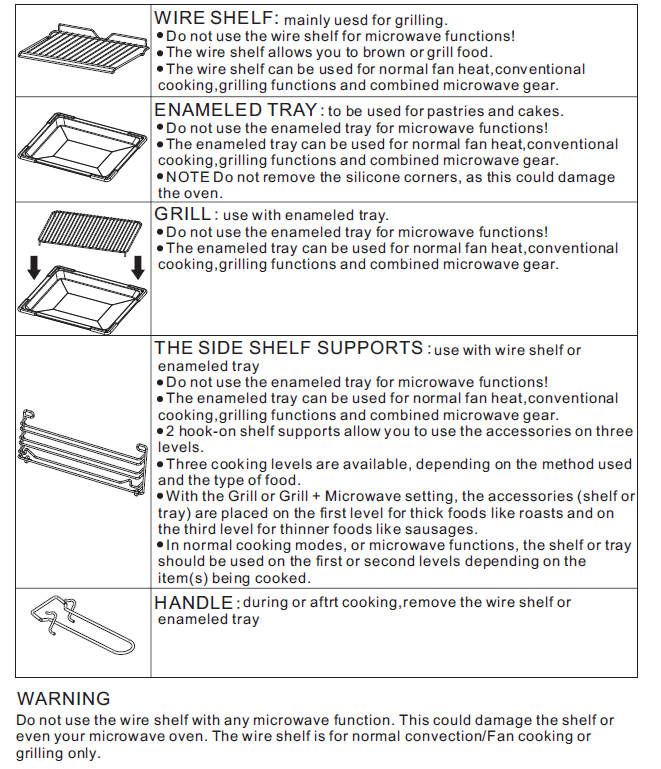 WIRE SHELF: mainly uesd for grilling.
●Do not use the wire shelf for microwave functions!
●The wire shelf allows you to brown or grill food.
●The wire shelf can be used for normal fan heat,conventional
cooking,grilling functions and combined microwave gear.
ENAMELED TRAY: to be used for pastries and cakes.
●Do not use the enameled tray for microwave functions!
●The enameled tray can be used for normal fan heat,conventional
cooking,grilling functions and combined microwave gear.
●NOTE Do not remove the silicone corners, as this could damage
the oven.
GRILL: use with enameled tray.
●Do not use the enameled tray for microwave functions!
●The enameled tray can be used for normal fan heat,conventional
cooking,grilling functions and combined microwave gear.
THE SIDE SHELF SUPPORTS: use with wire shelf or
enameled tray
●Do not use the enameled tray for microwave functions!
●The enameled tray can be used for normal fan heat,conventional
cooking,grilling functions and combined microwave gear.
●2 hook-on shelf supports allow you to use the accessories on three
levels.
●Three cooking levels are available, depending on the method used
and the type of food.
●With the Grill or Grill + Microwave setting, the accessories (shelf or
tray) are placed on the first level for thick foods like roasts and on
the third level for thinner foods like sausages.
●In normal cooking modes, or microwave functions, the shelf or tray
should be used on the first or second levels depending on the
item(s) being cooked.
HANDLE: during or aftrt cooking,remove the wire shelf or
enameled tray
WARNING
Do not use the wire shelf with any microwave function. This could damage the shelf or
even your microwave oven. The wire shelf is for normal convection/Fan cooking or
grilling only.